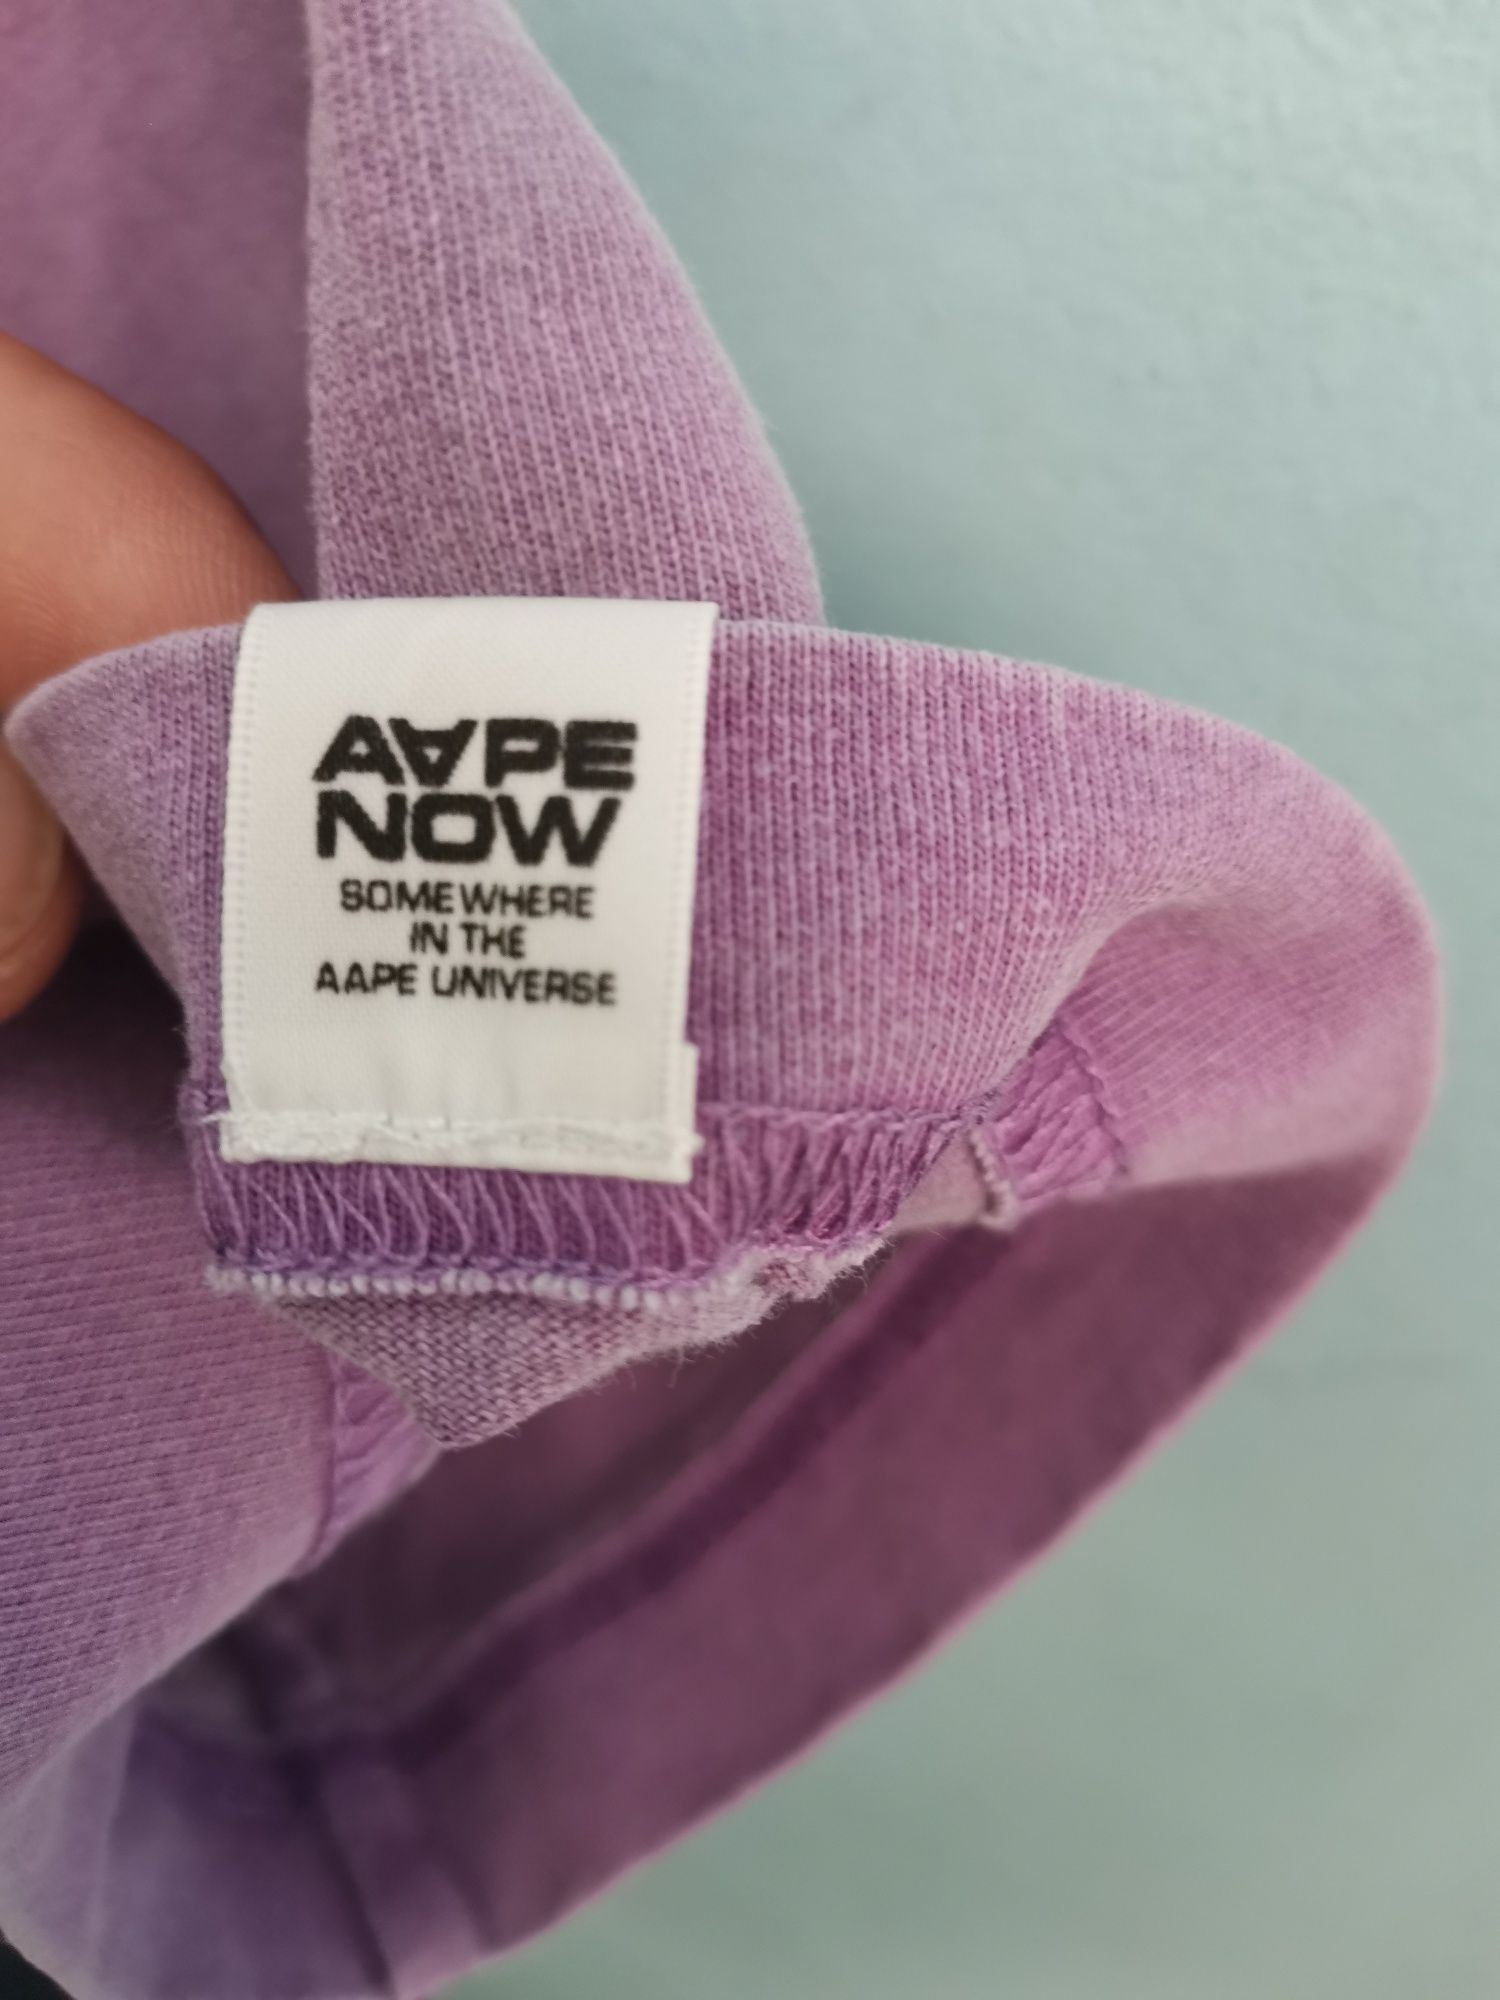 AAPE
NOW
SOMEWHERE
IN THE
AAPE UNIVERSE